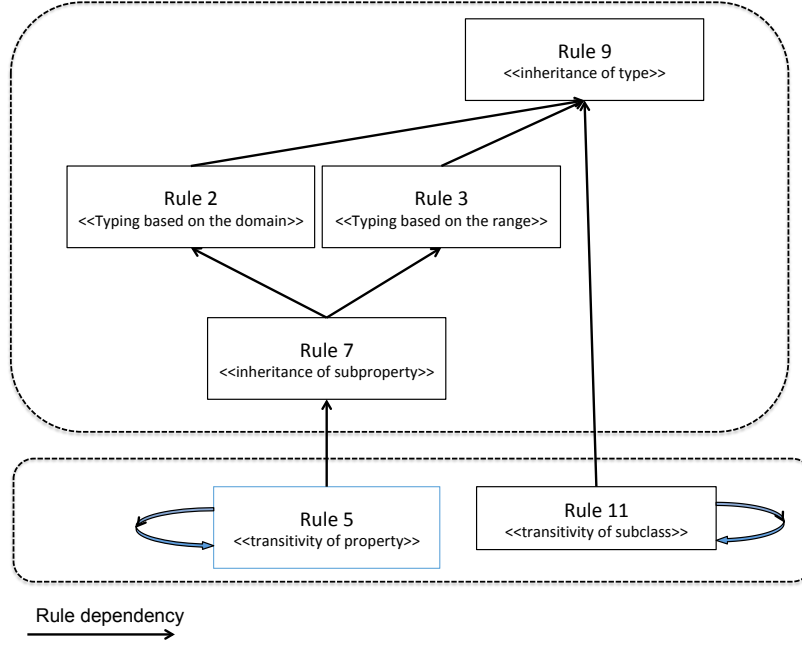 Rule 9
<<inheritance of type>>
Rule 2
<<Typing based on the domain>>
Rule 3
<<Typing based on the range>>
Rule 7
<<inheritance of subproperty>>
Rule 5
<<transitivity of property>>
Rule 11
<<transitivity of subclass>>
Rule dependency